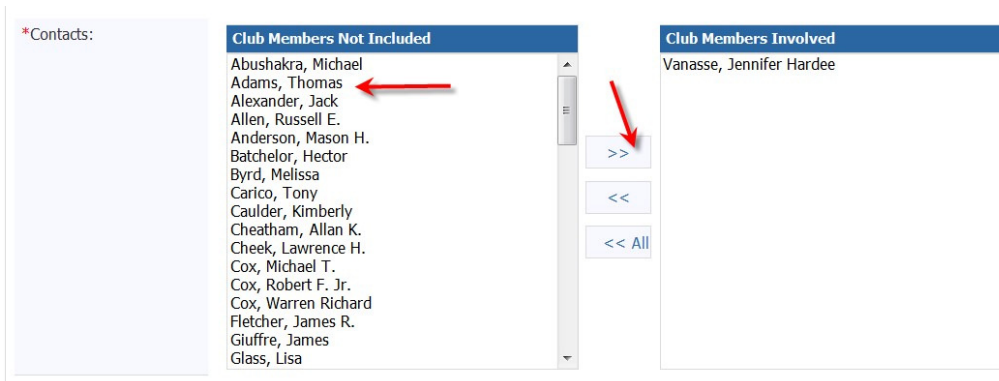 *Contacts:
Club Members Not Included
Abushakra, Michael
Adams, Thomas
Alexander, Jack
Allen, Russell E.
Anderson, Mason H.
Batchelor, Hector
Byrd, Melissa
Carico, Tony
Caulder, Kimberly
Cheatham, Allan K.
Cheek, Lawrence H.
Cox, Michael T.
Cox, Robert F. Jr.
Cox, Warren Richard
Fletcher, James R.
Giuffre, James
Glass, Lisa
>>
<<
<< All
Club Members Involved
Vanasse, Jennifer Hardee